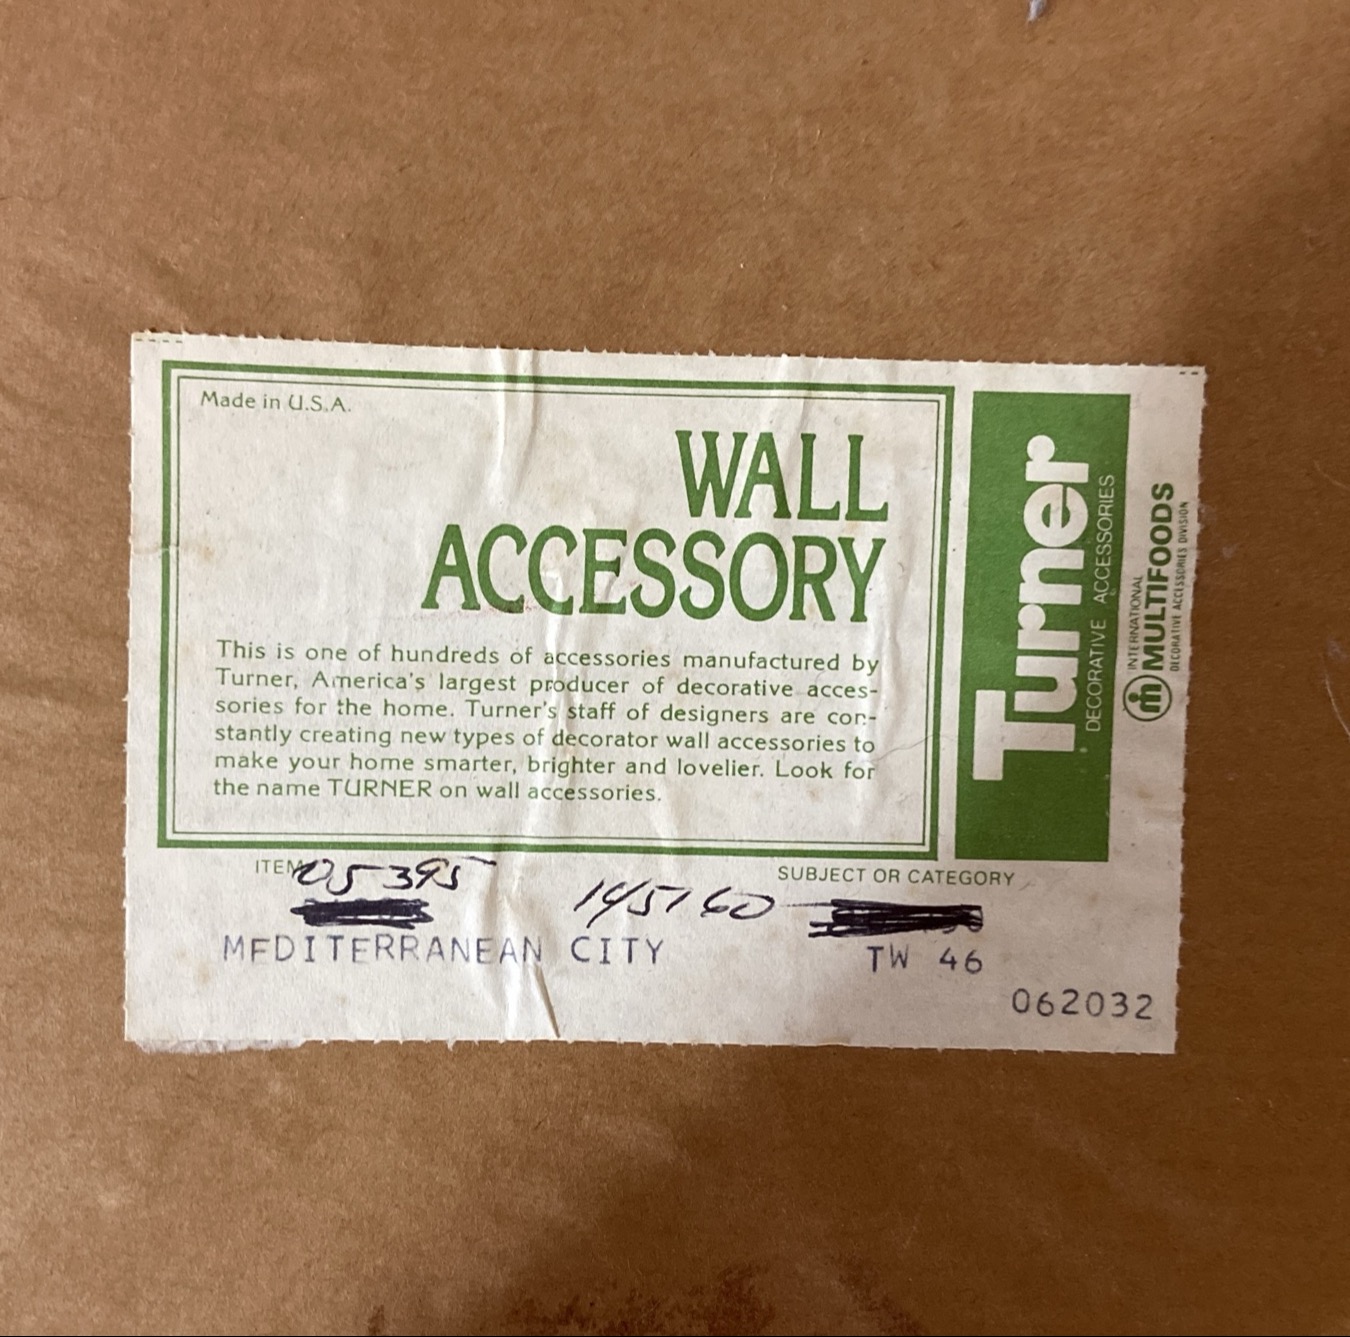 Made in U.S.A.
WALL
ACCESSORY
This is one of hundreds of accessories manufactured by
Turner, America's largest producer of decorative acces-
sories for the home. Turner's staff of designers are con-
stantly creating new types of decorator wall accessories to
make your home smarter, brighter and lovelier. Look for
the name TURNER on wall accessories.
Turner
DECORATIVE ACCESSORIES
INTERNATIONAL
MULTIFOODS
DECORATIVE ACCESSORIES DIVISION
ITEM 05395
SUBJECT OR CATEGORY
145160
MEDITERRANEAN CITY TW 46
062032